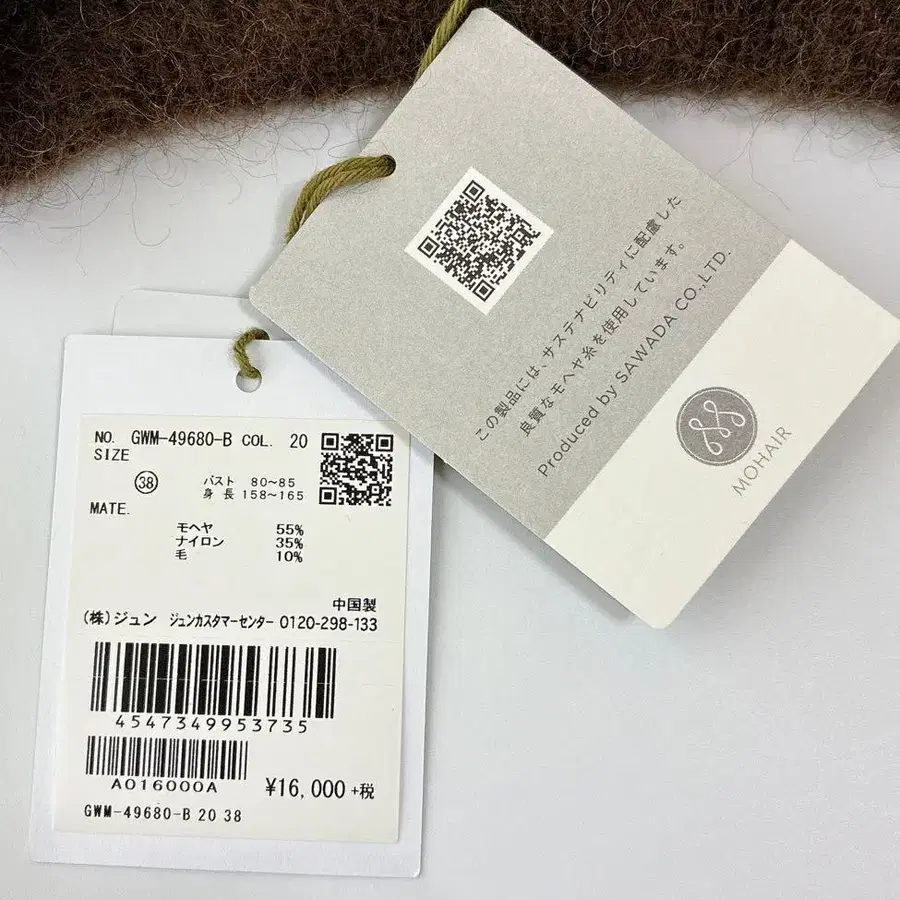 この製品には、サステナビリティに配慮した
良質なモヘヤ糸を使用しています。
Produced by SAWADA CO.,LTD.
MOHAIR
NO. GWM-49680-B COL. 20
SIZE
38 バスト 80~85
身長 158~165
MATE.
モヘヤ 55%
ナイロン 35%
毛 10%
中国製
(株)ジュン ジュンカスタマーセンター 0120-298-133
4547349953735
A016000A
¥16,000+税
GWM-49680-B 20 38